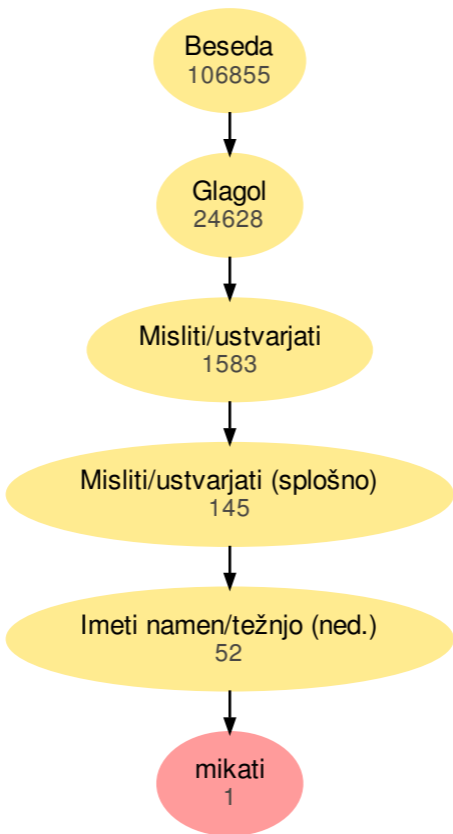 Beseda
106855
Glagol
24628
Misliti/ustvarjati
1583
Misliti/ustvarjati (splošno)
145
Imeti namen/težnjo (ned.)
52
mikati
1